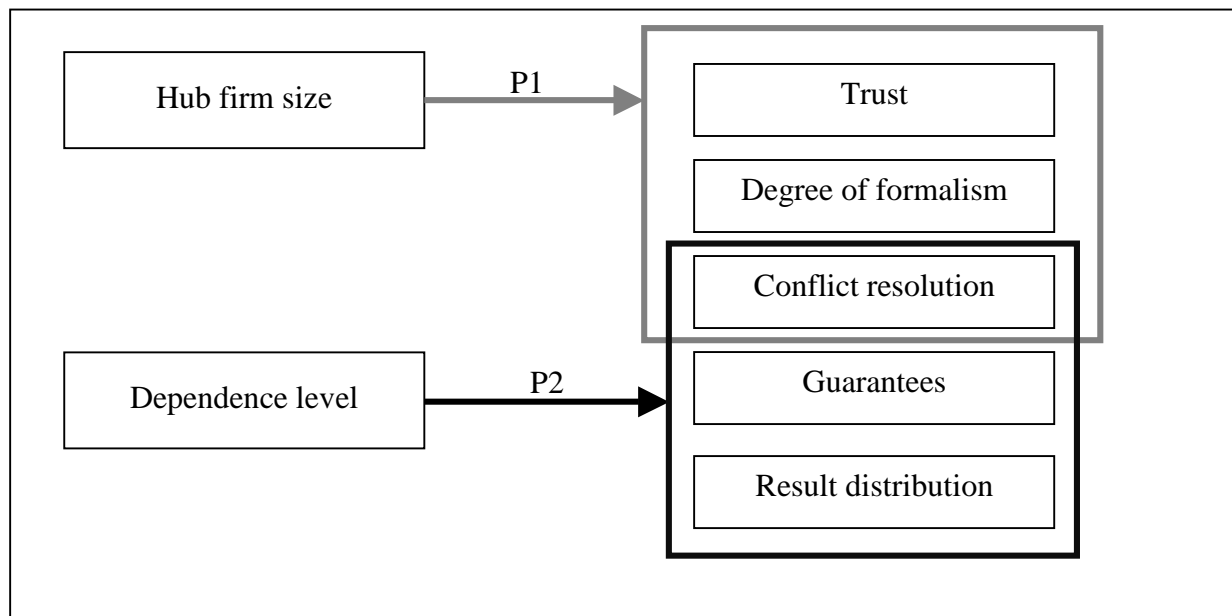 Hub firm size
P1
Trust
Degree of formalism
Conflict resolution
Dependence level
P2
Guarantees
Result distribution